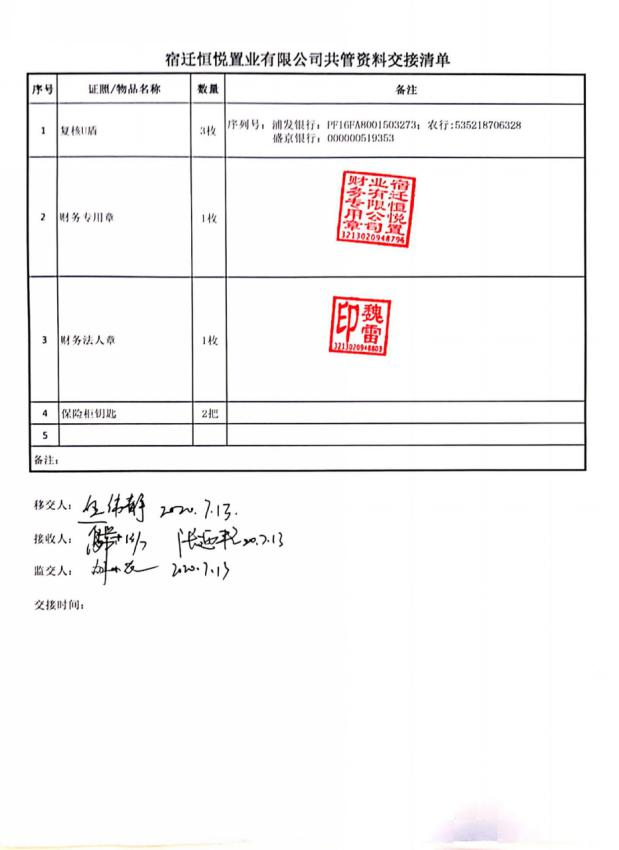 宿迁恒悦置业有限公司共管资料交接清单
序号 证照/物品名称 数量 备注
1 复核U盾 3枚 序列号：浦发银行：PF16FA8001503273；农行:535218706328
盛京银行：000000519353
2 财务专用章 1枚
宿迁恒悦置
业有限公司
财务专用章
3213020948796
3 财务法人章 1枚
魏雷
印
3213020948803
4 保险柜钥匙 2把
5
备注：
移交人： 伟静 2020.7.13.
接收人： 13/7 20.7.13
监交人： 2020.7.13
交接时间：